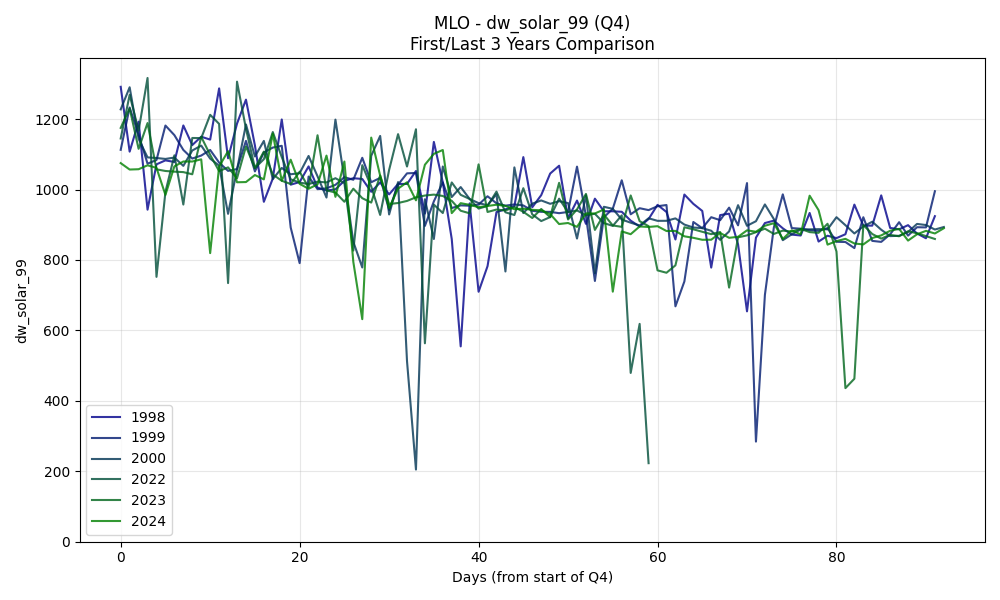 MLO - dw_solar_99 (Q4)
First/Last 3 Years Comparison
dw_solar_99
1200
1000
800
600
400
200
0
1998
1999
2000
2022
2023
2024
0 20 40 60 80
Days (from start of Q4)